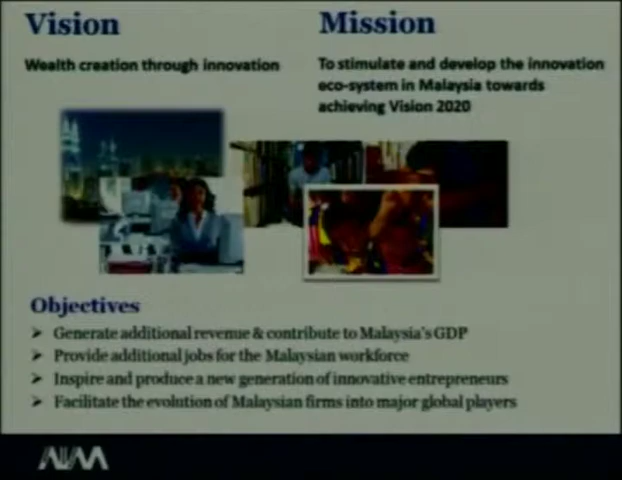 Vision
Wealth creation through innovation
Mission
To stimulate and develop the innovation
eco-system in Malaysia towards
achieving Vision 2020
Objectives
Generate additional revenue & contribute to Malaysia's GDP
Provide additional jobs for the Malaysian workforce
Inspire and produce a new generation of innovative entrepreneurs
Facilitate the evolution of Malaysian firms into major global players